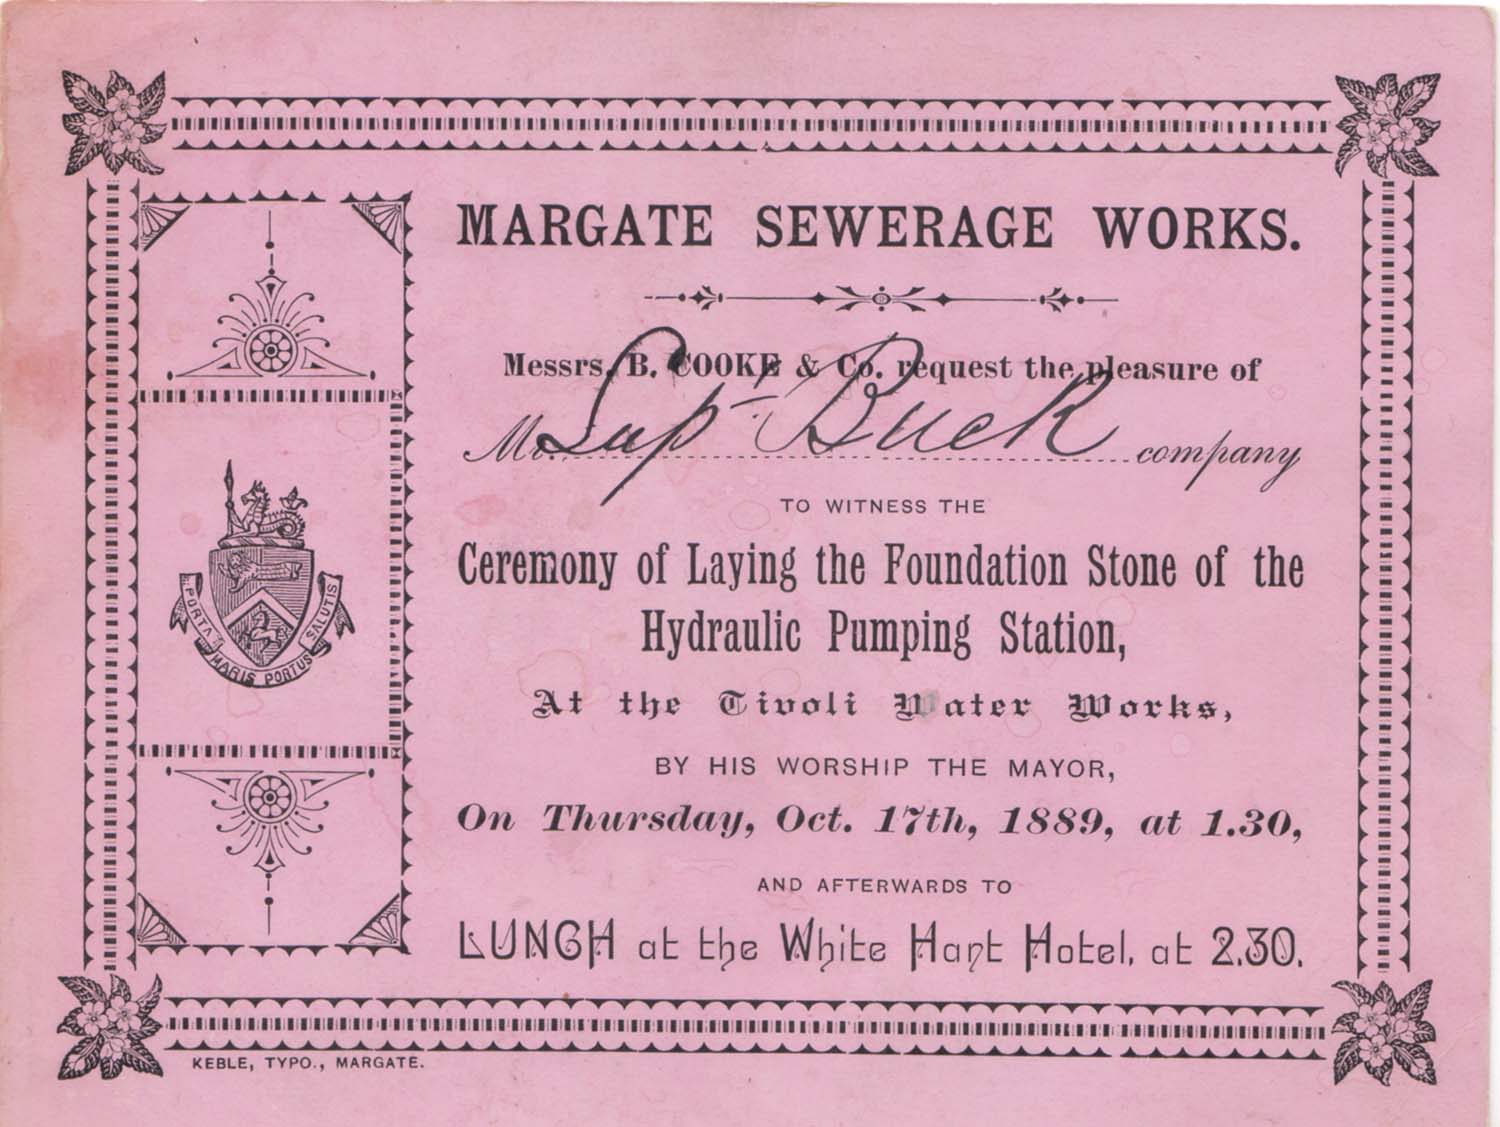 MARGATE SEWERAGE WORKS.
Messrs. B. COOKE & Co. request the pleasure of
Mr. Supt Buck company
TO WITNESS THE
Ceremony of Laying the Foundation Stone of the
Hydraulic Pumping Station,
At the Tivoli Water Works,
BY HIS WORSHIP THE MAYOR,
On Thursday, Oct. 17th, 1889, at 1.30,
AND AFTERWARDS TO
LUNCH at the White Hart Hotel, at 2.30.
PORTA MARIS PORTUS SALUTIS
KEBLE, TYPO., MARGATE.